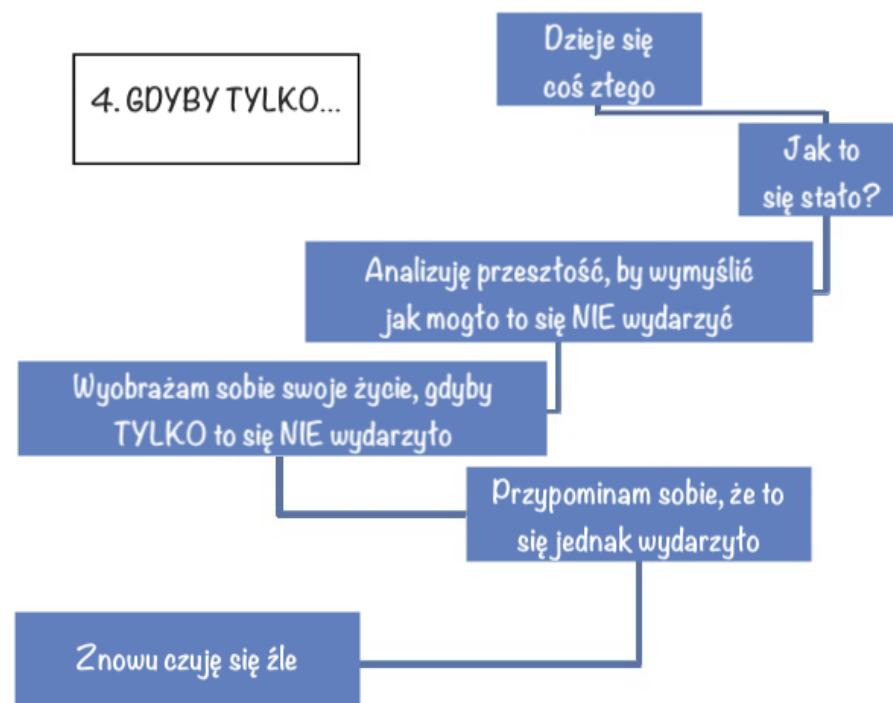 4. GDYBY TYLKO...
Dzieje się
coś złego
Jak to
się stało?
Analizuję przeszłość, by wymyślić
jak mogło to się NIE wydarzyć
Wyobrażam sobie swoje życie, gdyby
TYLKO to się NIE wydarzyło
Przypominam sobie, że to
się jednak wydarzyło
Znowu czuję się źle